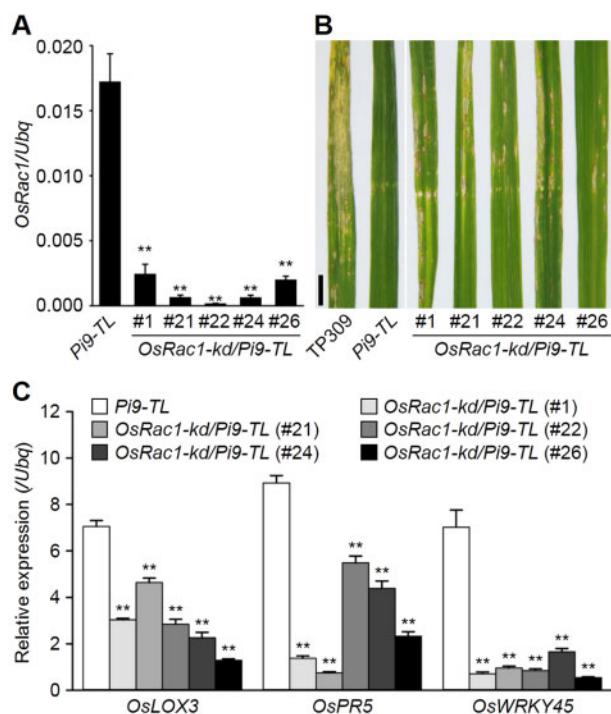 A
B
0.020
0.015
0.010
0.005
0.000
OsRac1/Ubq
** ** ** ** **
Pi9-TL #1 #21 #22 #24 #26
OsRac1-kd/Pi9-TL
TP309 Pi9-TL #1 #21 #22 #24 #26
OsRac1-kd/Pi9-TL
C
Pi9-TL OsRac1-kd/Pi9-TL (#1)
OsRac1-kd/Pi9-TL (#21) OsRac1-kd/Pi9-TL (#22)
OsRac1-kd/Pi9-TL (#24) OsRac1-kd/Pi9-TL (#26)
12
10
8
6
4
2
0
Relative expression (/Ubq)
** ** ** ** **
** ** ** ** **
** ** ** ** **
OsLOX3 OsPR5 OsWRKY45